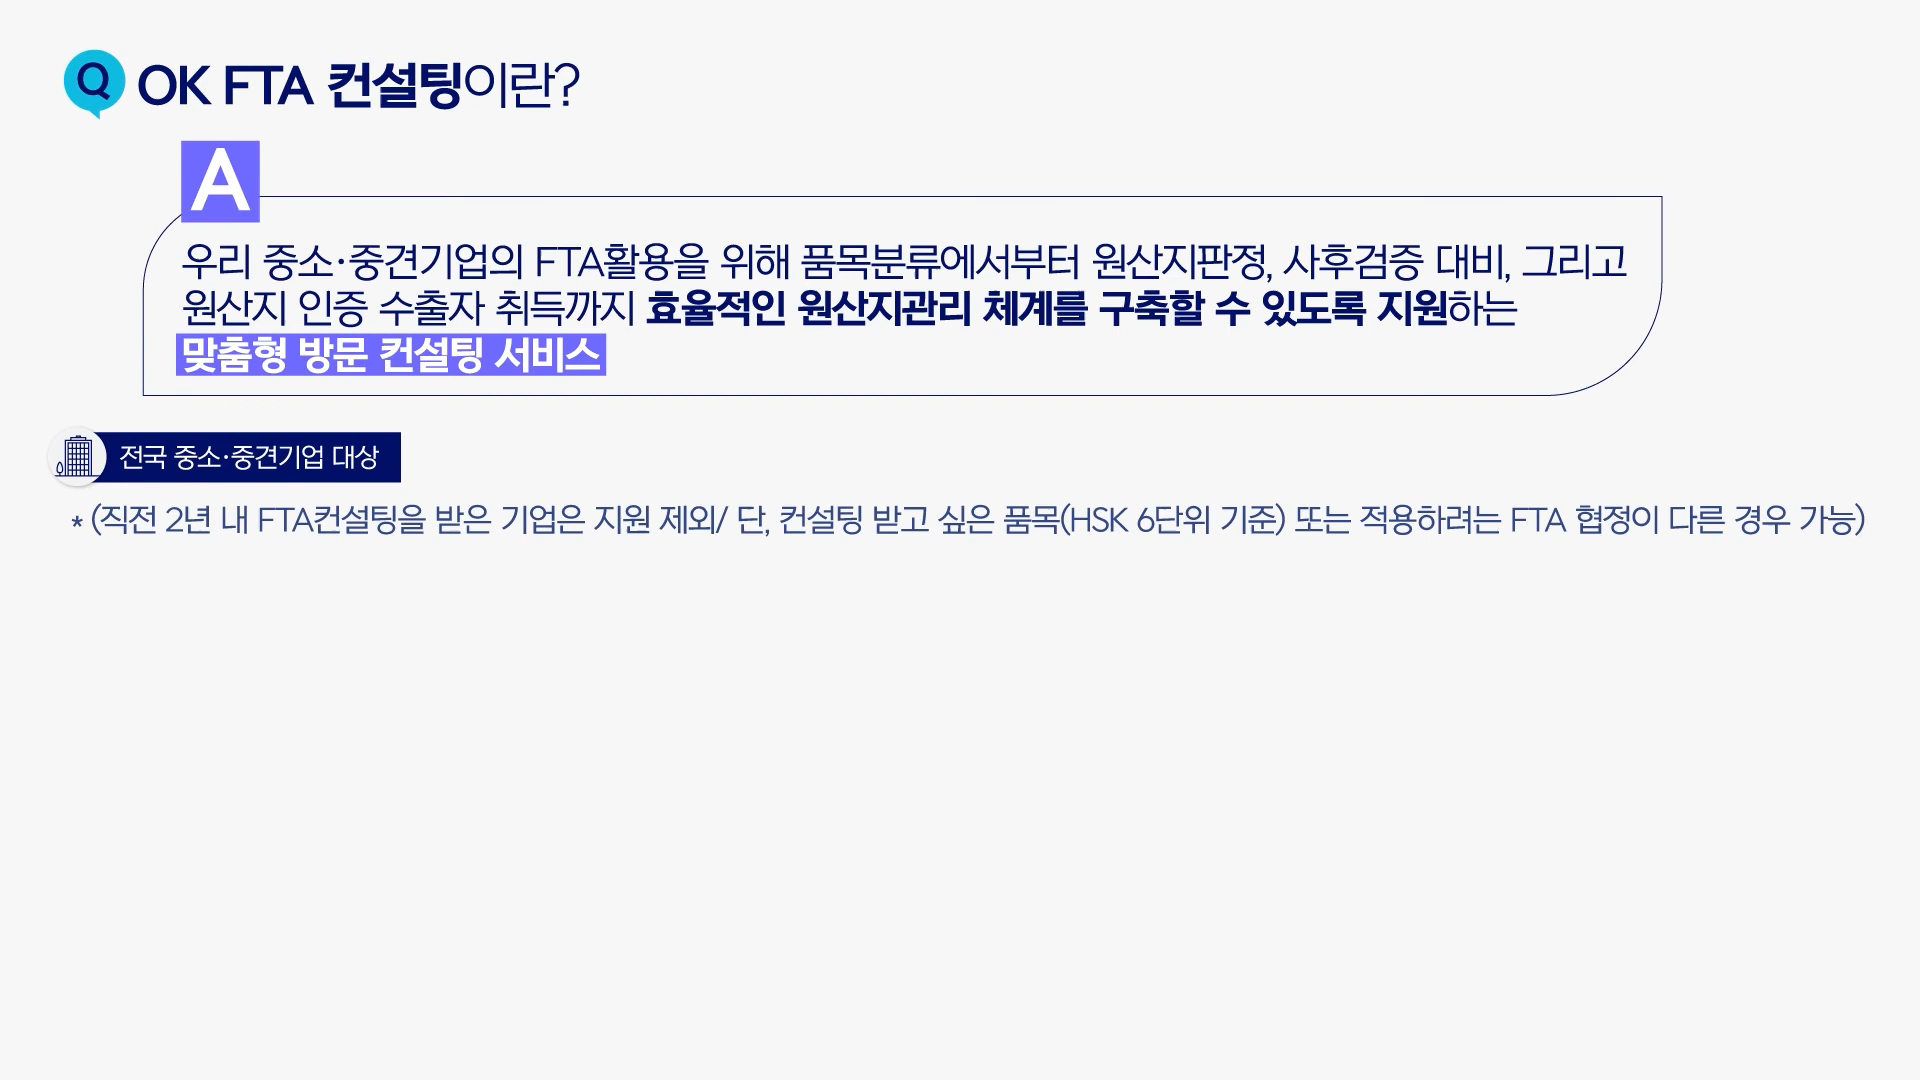 Q OK FTA 컨설팅이란?
A
우리 중소·중견기업의 FTA활용을 위해 품목분류에서부터 원산지판정, 사후검증 대비, 그리고
원산지 인증 수출자 취득까지 효율적인 원산지관리 체계를 구축할 수 있도록 지원하는
맞춤형 방문 컨설팅 서비스
전국 중소·중견기업 대상
* (직전 2년 내 FTA컨설팅을 받은 기업은 지원 제외/ 단, 컨설팅 받고 싶은 품목(HSK 6단위 기준) 또는 적용하려는 FTA 협정이 다른 경우 가능)